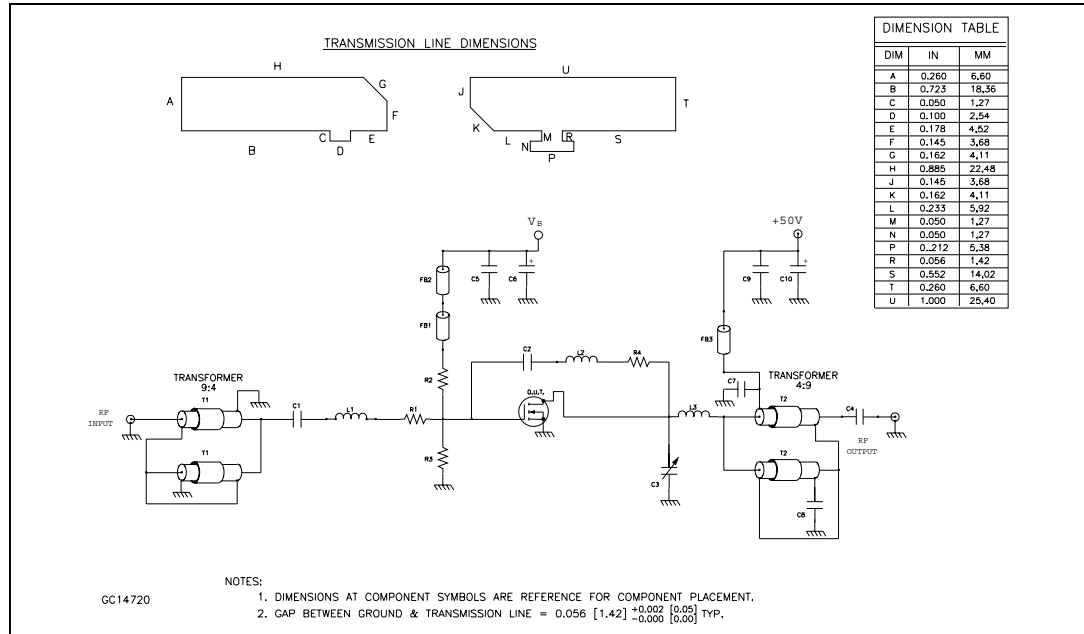 TRANSMISSION LINE DIMENSIONS
H
G
A
F
C
E
B
D
U
J
T
K
L
M
R
S
N
P
DIMENSION TABLE
DIM IN MM
A 0.260 6,60
B 0.723 18,36
C 0.050 1,27
D 0.100 2,54
E 0.178 4,52
F 0.145 3,68
G 0.162 4,11
H 0.885 22,48
J 0.145 3,68
K 0.162 4,11
L 0.233 5,92
M 0.050 1,27
N 0.050 1,27
P 0..212 5,38
R 0.056 1,42
S 0.552 14,02
T 0.260 6,60
U 1.000 25,40
VB
+50V
FB2
C5
C6
+
C9
C10
+
FB1
FB3
C2
L2
R4
R2
D.U.T.
C7
TRANSFORMER
9:4
T1
TRANSFORMER
4:9
T2
RF
INPUT
C1
L1
R1
L3
C4
RF
OUTPUT
T1
R3
C3
T2
C8
NOTES:
1. DIMENSIONS AT COMPONENT SYMBOLS ARE REFERENCE FOR COMPONENT PLACEMENT.
2. GAP BETWEEN GROUND & TRANSMISSION LINE = 0.056 [1.42] +0.002 [0.05] -0.000 [0.00] TYP.
GC14720